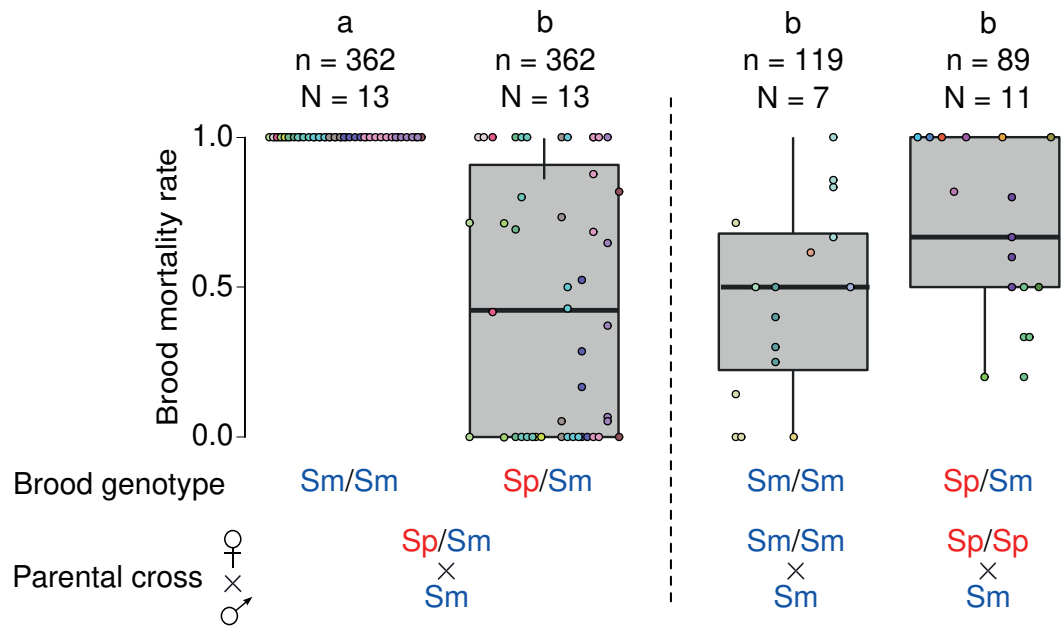 a b b b
n = 362 n = 362 n = 119 n = 89
N = 13 N = 13 N = 7 N = 11
Brood mortality rate
1.0
0.5
0.0
Brood genotype Sm/Sm Sp/Sm Sm/Sm Sp/Sm
Parental cross ♀ × ♂
Sp/Sm Sm/Sm Sp/Sp
× × ×
Sm Sm Sm